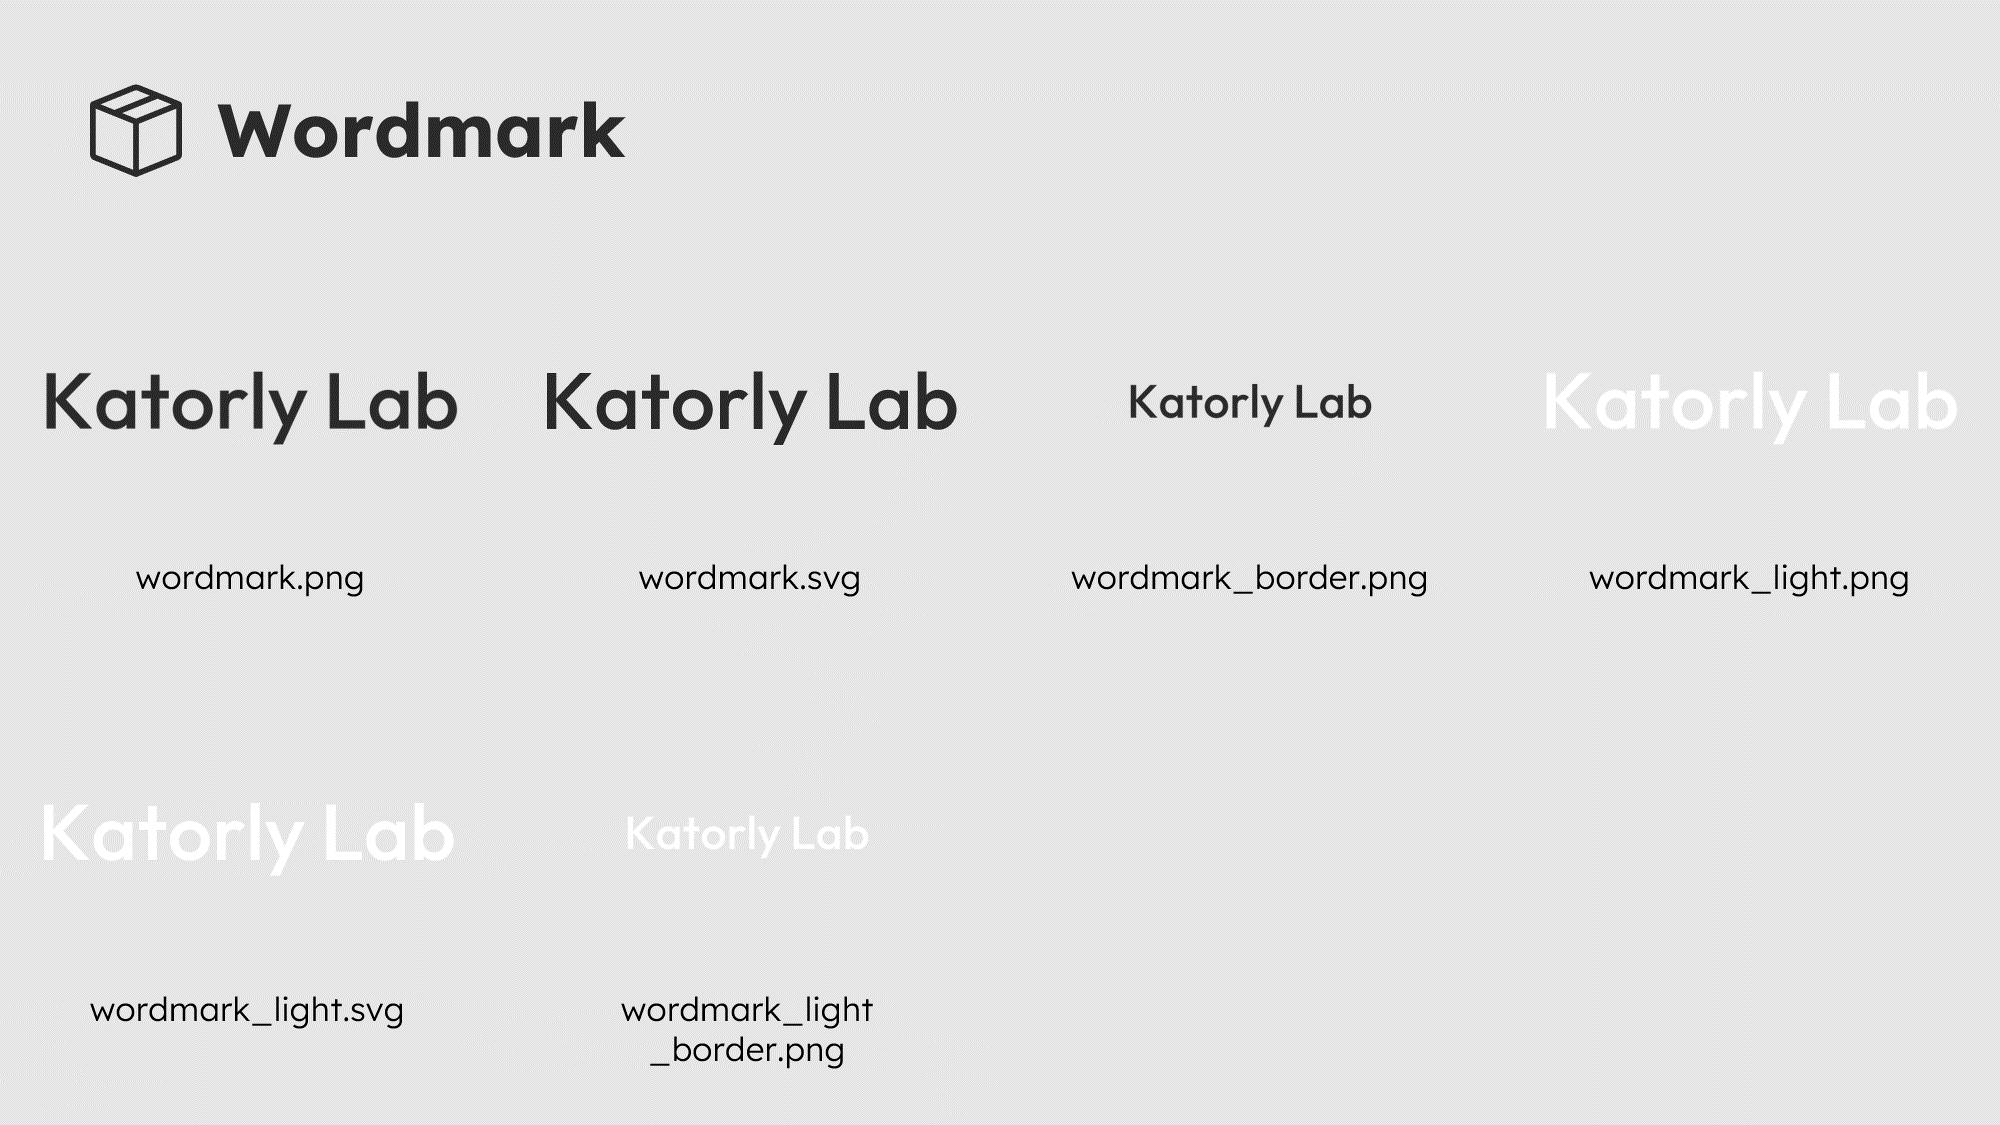 Wordmark
Katorly Lab
Katorly Lab
Katorly Lab
Katorly Lab
wordmark.png
wordmark.svg
wordmark_border.png
wordmark_light.png
Katorly Lab
Katorly Lab
wordmark_light.svg
wordmark_light
_border.png